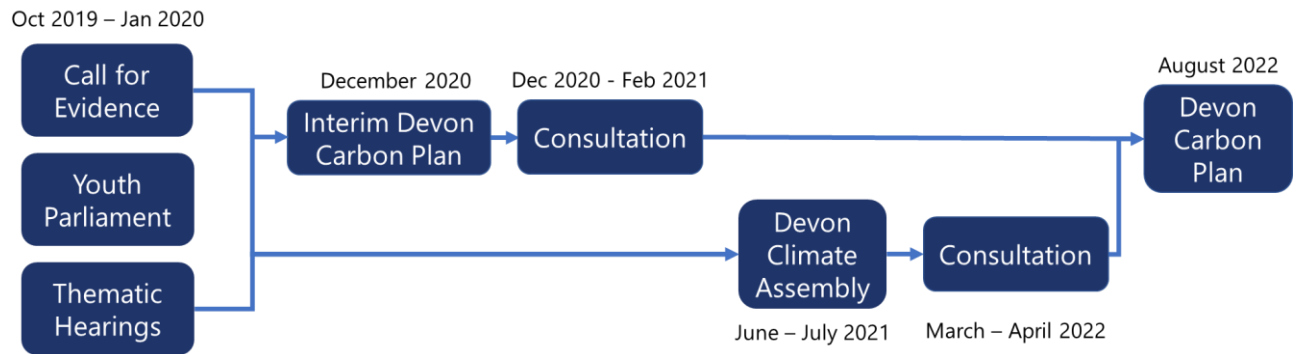 Oct 2019 – Jan 2020
Call for
Evidence
Youth
Parliament
Thematic
Hearings
December 2020
Interim Devon
Carbon Plan
Dec 2020 - Feb 2021
Consultation
Devon
Climate
Assembly
June – July 2021
Consultation
March – April 2022
August 2022
Devon
Carbon
Plan